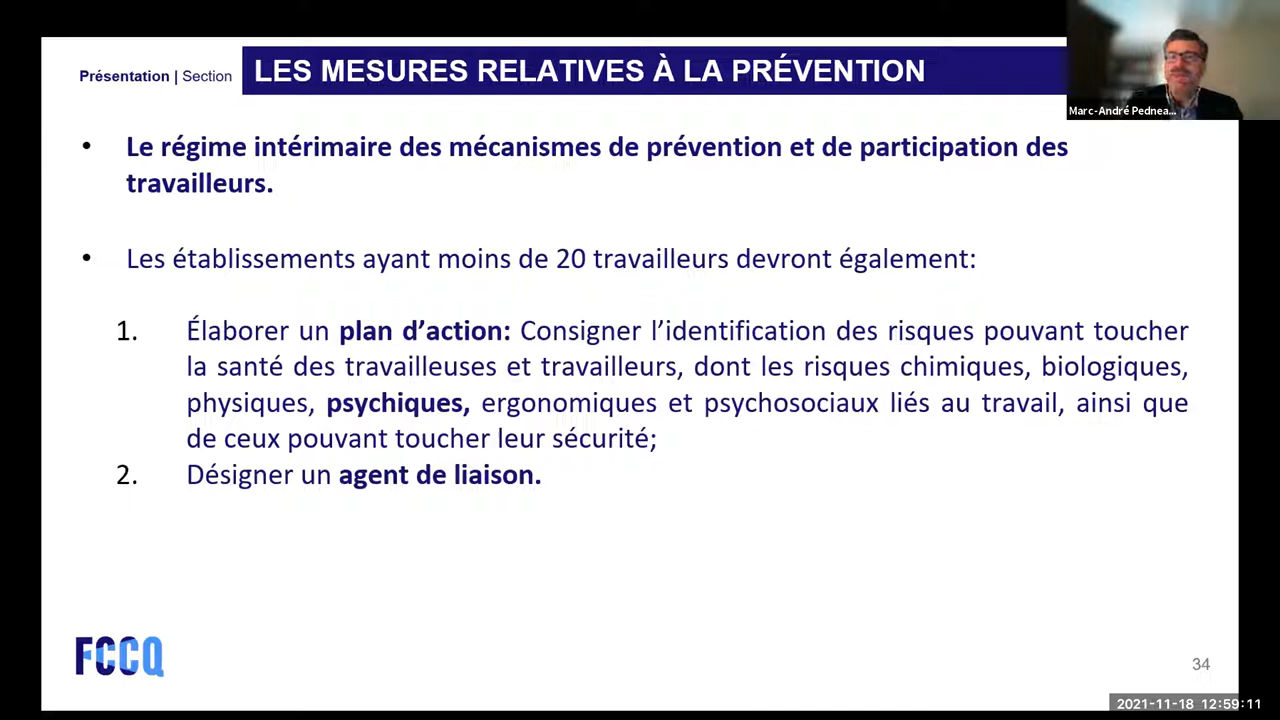 Présentation | Section
LES MESURES RELATIVES À LA PRÉVENTION
Marc-André Pednea...
• Le régime intérimaire des mécanismes de prévention et de participation des
travailleurs.
• Les établissements ayant moins de 20 travailleurs devront également:
1. Élaborer un plan d’action: Consigner l’identification des risques pouvant toucher
la santé des travailleuses et travailleurs, dont les risques chimiques, biologiques,
physiques, psychiques, ergonomiques et psychosociaux liés au travail, ainsi que
de ceux pouvant toucher leur sécurité;
2. Désigner un agent de liaison.
FCCQ
34
2021-11-18 12:59:11